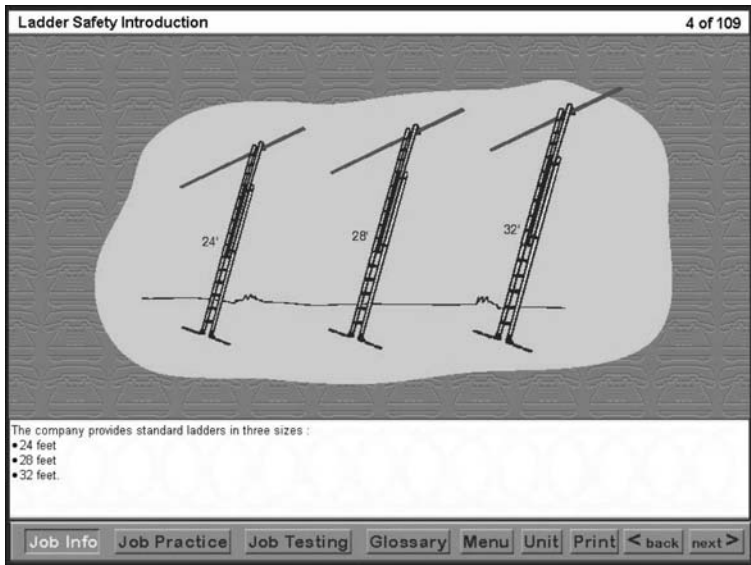 Ladder Safety Introduction 4 of 109
24' 28' 32'
The company provides standard ladders in three sizes :
•24 feet
•28 feet
•32 feet.
Job Info Job Practice Job Testing Glossary Menu Unit Print < back next >